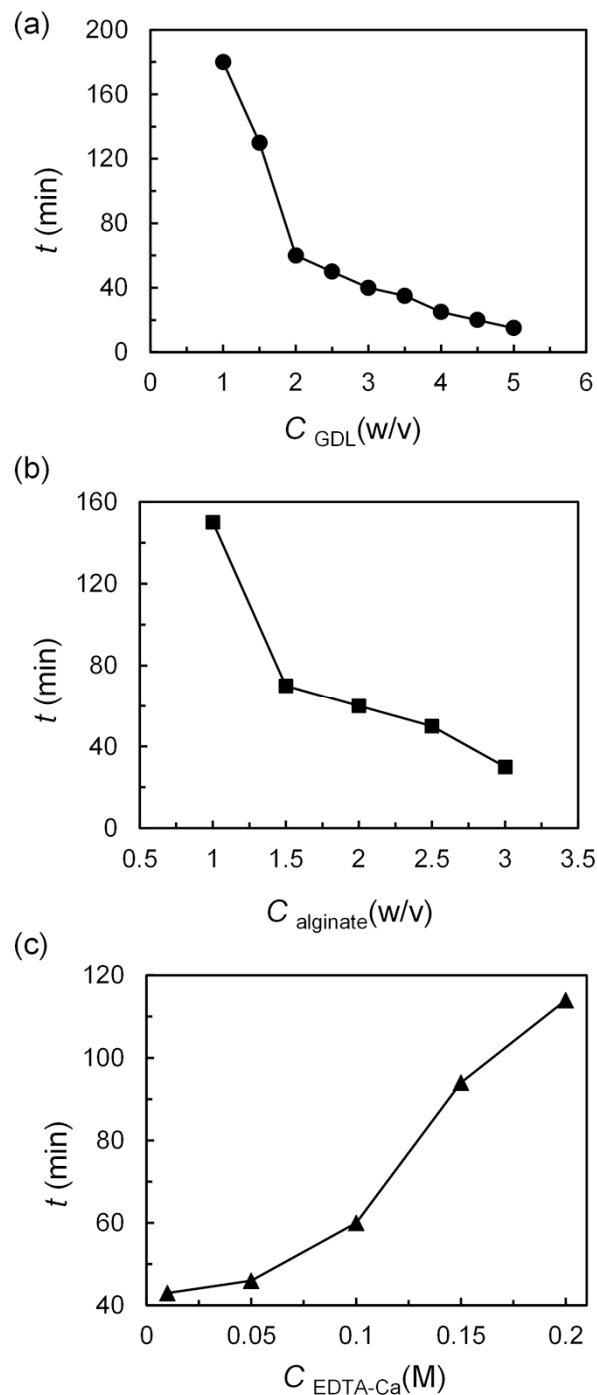 (a)
200
160
120
80
40
0
t (min)
0 1 2 3 4 5 6
C GDL(w/v)
(b)
160
120
80
40
0
t (min)
0.5 1 1.5 2 2.5 3 3.5
C alginate(w/v)
(c)
120
100
80
60
40
t (min)
0 0.05 0.1 0.15 0.2
C EDTA-Ca(M)